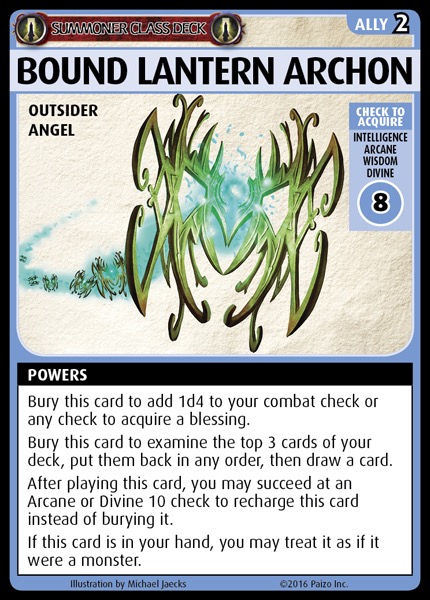 SUMMONER CLASS DECK
ALLY 2
BOUND LANTERN ARCHON
OUTSIDER
ANGEL
CHECK TO
ACQUIRE
INTELLIGENCE
ARCANE
WISDOM
DIVINE
8
POWERS
Bury this card to add 1d4 to your combat check or
any check to acquire a blessing.
Bury this card to examine the top 3 cards of your
deck, put them back in any order, then draw a card.
After playing this card, you may succeed at an
Arcane or Divine 10 check to recharge this card
instead of burying it.
If this card is in your hand, you may treat it as if it
were a monster.
Illustration by Michael Jaecks
©2016 Paizo Inc.